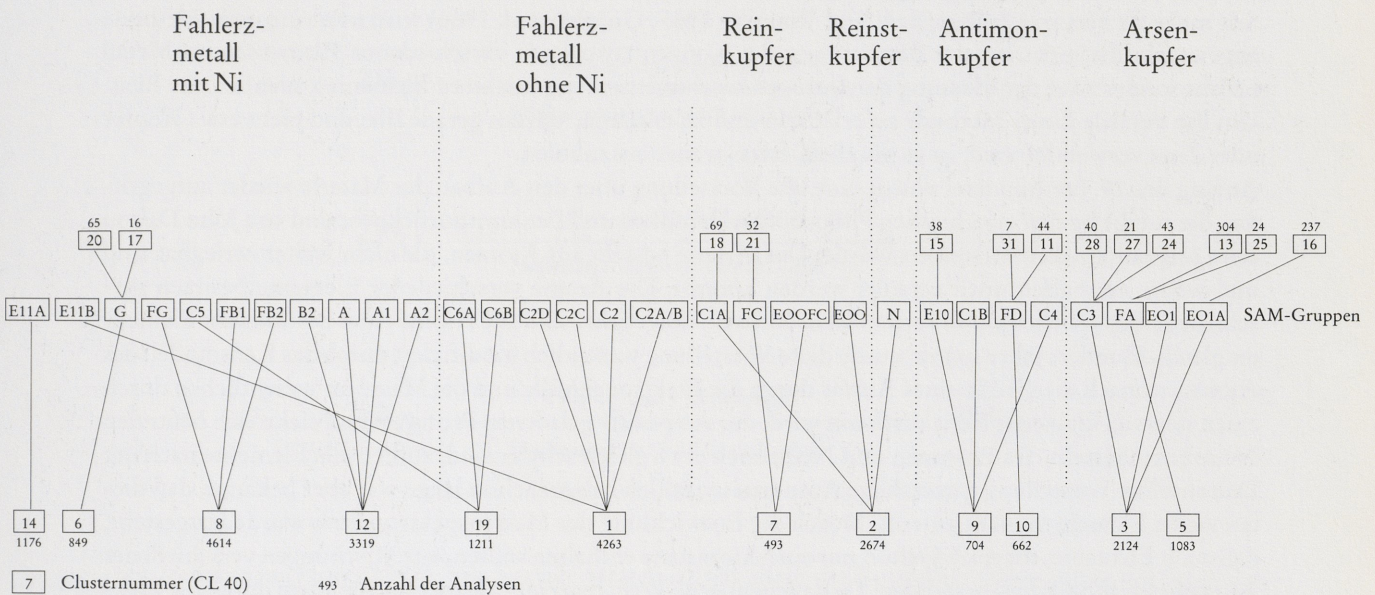 Fahlerz-
metall
mit Ni
Fahlerz-
metall
ohne Ni
Rein-
kupfer
Reinst-
kupfer
Antimon-
kupfer
Arsen-
kupfer
65 16 69 32 38 7 44 40 21 43 304 24 237
20 17 18 21 15 31 11 28 27 24 13 25 16
E11A E11B G FG C5 FB1 FB2 B2 A A1 A2 C6A C6B C2D C2C C2 C2A/B C1A FC EOOFC EOO N E10 C1B FD C4 C3 FA EO1 EO1A SAM-Gruppen
14 6 8 12 19 1 7 2 9 10 3 5
1176 849 4614 3319 1211 4263 493 2674 704 662 2124 1083
7 Clusternummer (CL 40) 493 Anzahl der Analysen